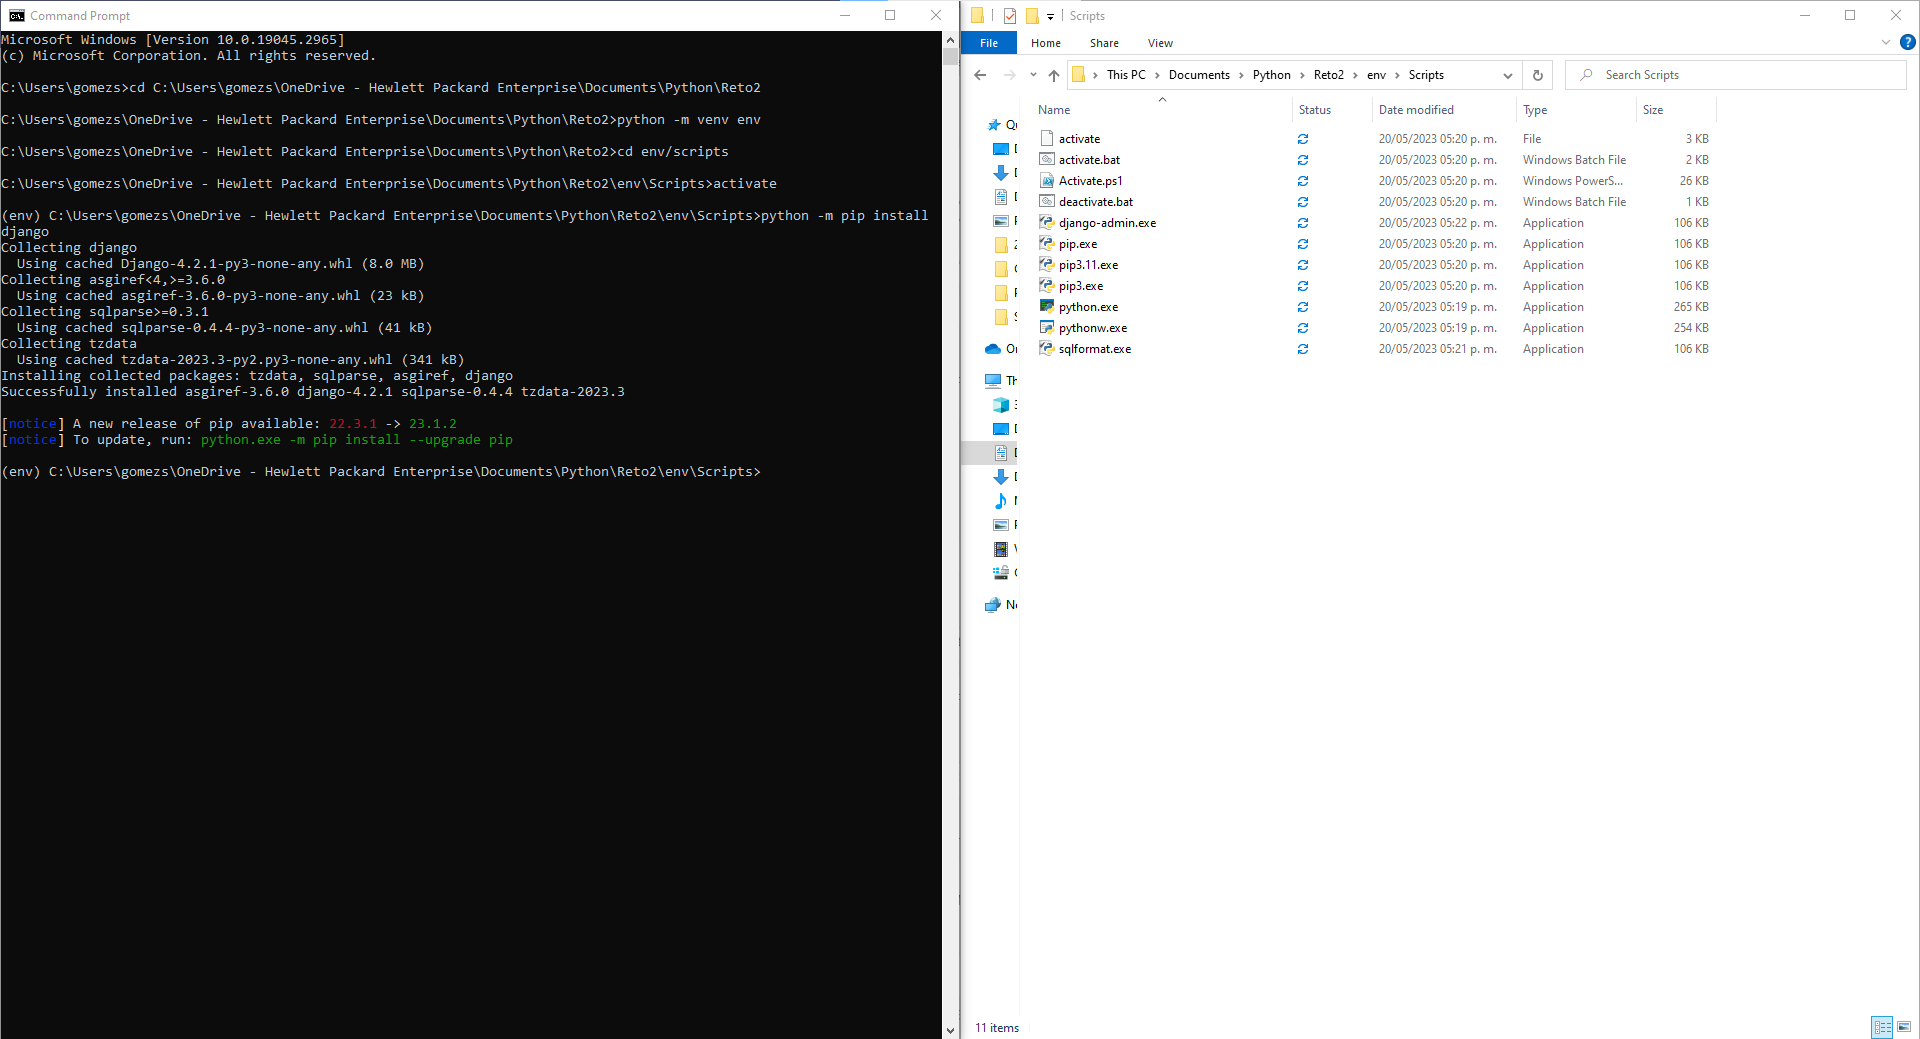 Command Prompt
Microsoft Windows [Version 10.0.19045.2965]
(c) Microsoft Corporation. All rights reserved.
C:\Users\gomezs>cd C:\Users\gomezs\OneDrive - Hewlett Packard Enterprise\Documents\Python\Reto2
C:\Users\gomezs\OneDrive - Hewlett Packard Enterprise\Documents\Python\Reto2>python -m venv env
C:\Users\gomezs\OneDrive - Hewlett Packard Enterprise\Documents\Python\Reto2>cd env/scripts
C:\Users\gomezs\OneDrive - Hewlett Packard Enterprise\Documents\Python\Reto2\env\Scripts>activate
(env) C:\Users\gomezs\OneDrive - Hewlett Packard Enterprise\Documents\Python\Reto2\env\Scripts>python -m pip install
django
Collecting django
  Using cached Django-4.2.1-py3-none-any.whl (8.0 MB)
Collecting asgiref<4,>=3.6.0
  Using cached asgiref-3.6.0-py3-none-any.whl (23 kB)
Collecting sqlparse>=0.3.1
  Using cached sqlparse-0.4.4-py3-none-any.whl (41 kB)
Collecting tzdata
  Using cached tzdata-2023.3-py2.py3-none-any.whl (341 kB)
Installing collected packages: tzdata, sqlparse, asgiref, django
Successfully installed asgiref-3.6.0 django-4.2.1 sqlparse-0.4.4 tzdata-2023.3
[notice] A new release of pip available: 22.3.1 -> 23.1.2
[notice] To update, run: python.exe -m pip install --upgrade pip
(env) C:\Users\gomezs\OneDrive - Hewlett Packard Enterprise\Documents\Python\Reto2\env\Scripts>
Scripts
File Home Share View
This PC > Documents > Python > Reto2 > env > Scripts
Search Scripts
Name Status Date modified Type Size
activate 20/05/2023 05:20 p. m. File 3 KB
activate.bat 20/05/2023 05:20 p. m. Windows Batch File 2 KB
Activate.ps1 20/05/2023 05:20 p. m. Windows PowerS... 26 KB
deactivate.bat 20/05/2023 05:20 p. m. Windows Batch File 1 KB
django-admin.exe 20/05/2023 05:22 p. m. Application 106 KB
pip.exe 20/05/2023 05:20 p. m. Application 106 KB
pip3.11.exe 20/05/2023 05:20 p. m. Application 106 KB
pip3.exe 20/05/2023 05:20 p. m. Application 106 KB
python.exe 20/05/2023 05:19 p. m. Application 265 KB
pythonw.exe 20/05/2023 05:19 p. m. Application 254 KB
sqlformat.exe 20/05/2023 05:21 p. m. Application 106 KB
11 items